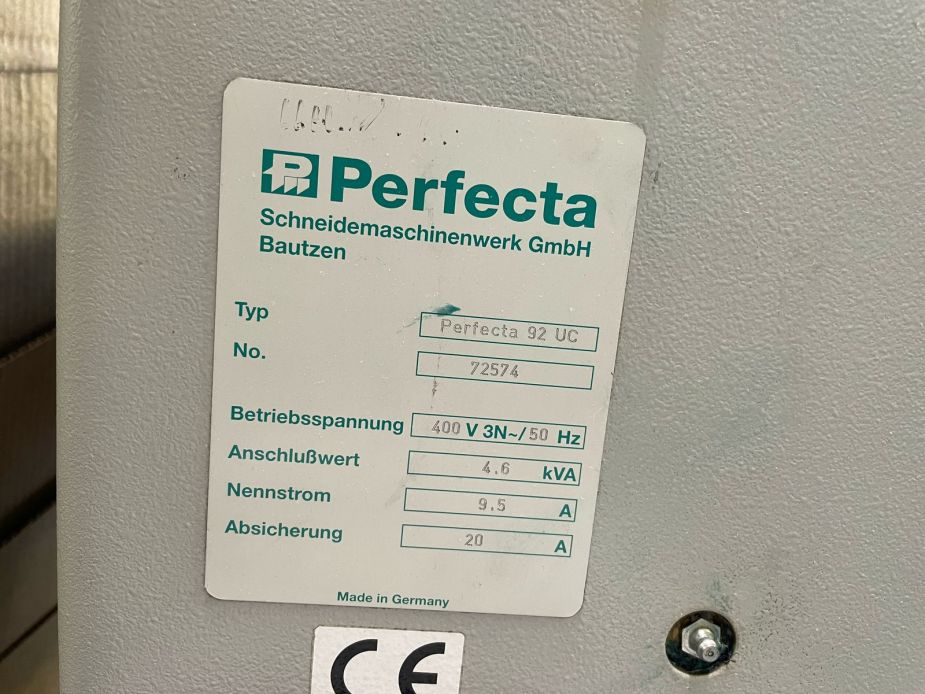 Perfecta
Schneidemaschinenwerk GmbH
Bautzen
Typ Perfecta 92 UC
No. 72574
Betriebsspannung 400 V 3N~/50 Hz
Anschlußwert 4.6 kVA
Nennstrom 9.5 A
Absicherung 20 A
Made in Germany
CE